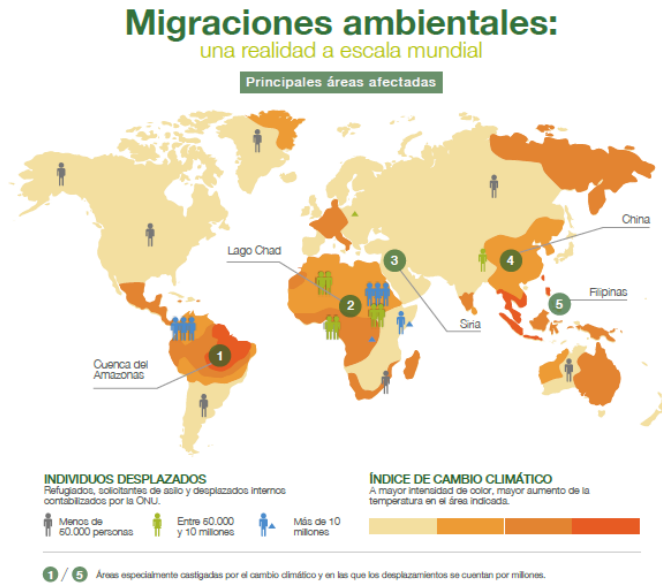 Migraciones ambientales:
una realidad a escala mundial
Principales áreas afectadas
China
Lago Chad
3
4
Filipinas
2
5
Siria
1
Cuenca del
Amazonas
INDIVIDUOS DESPLAZADOS
Refugiados, solicitantes de asilo y desplazados internos
contabilizados por la ONU.
Menos de
60.000 personas
Entre 60.000
y 10 millones
Más de 10
millones
ÍNDICE DE CAMBIO CLIMÁTICO
A mayor intensidad de color, mayor aumento de la
temperatura en el área indicada.
1 / 5 Áreas especialmente castigadas por el cambio climático y en las que los desplazamientos se cuentan por millones.